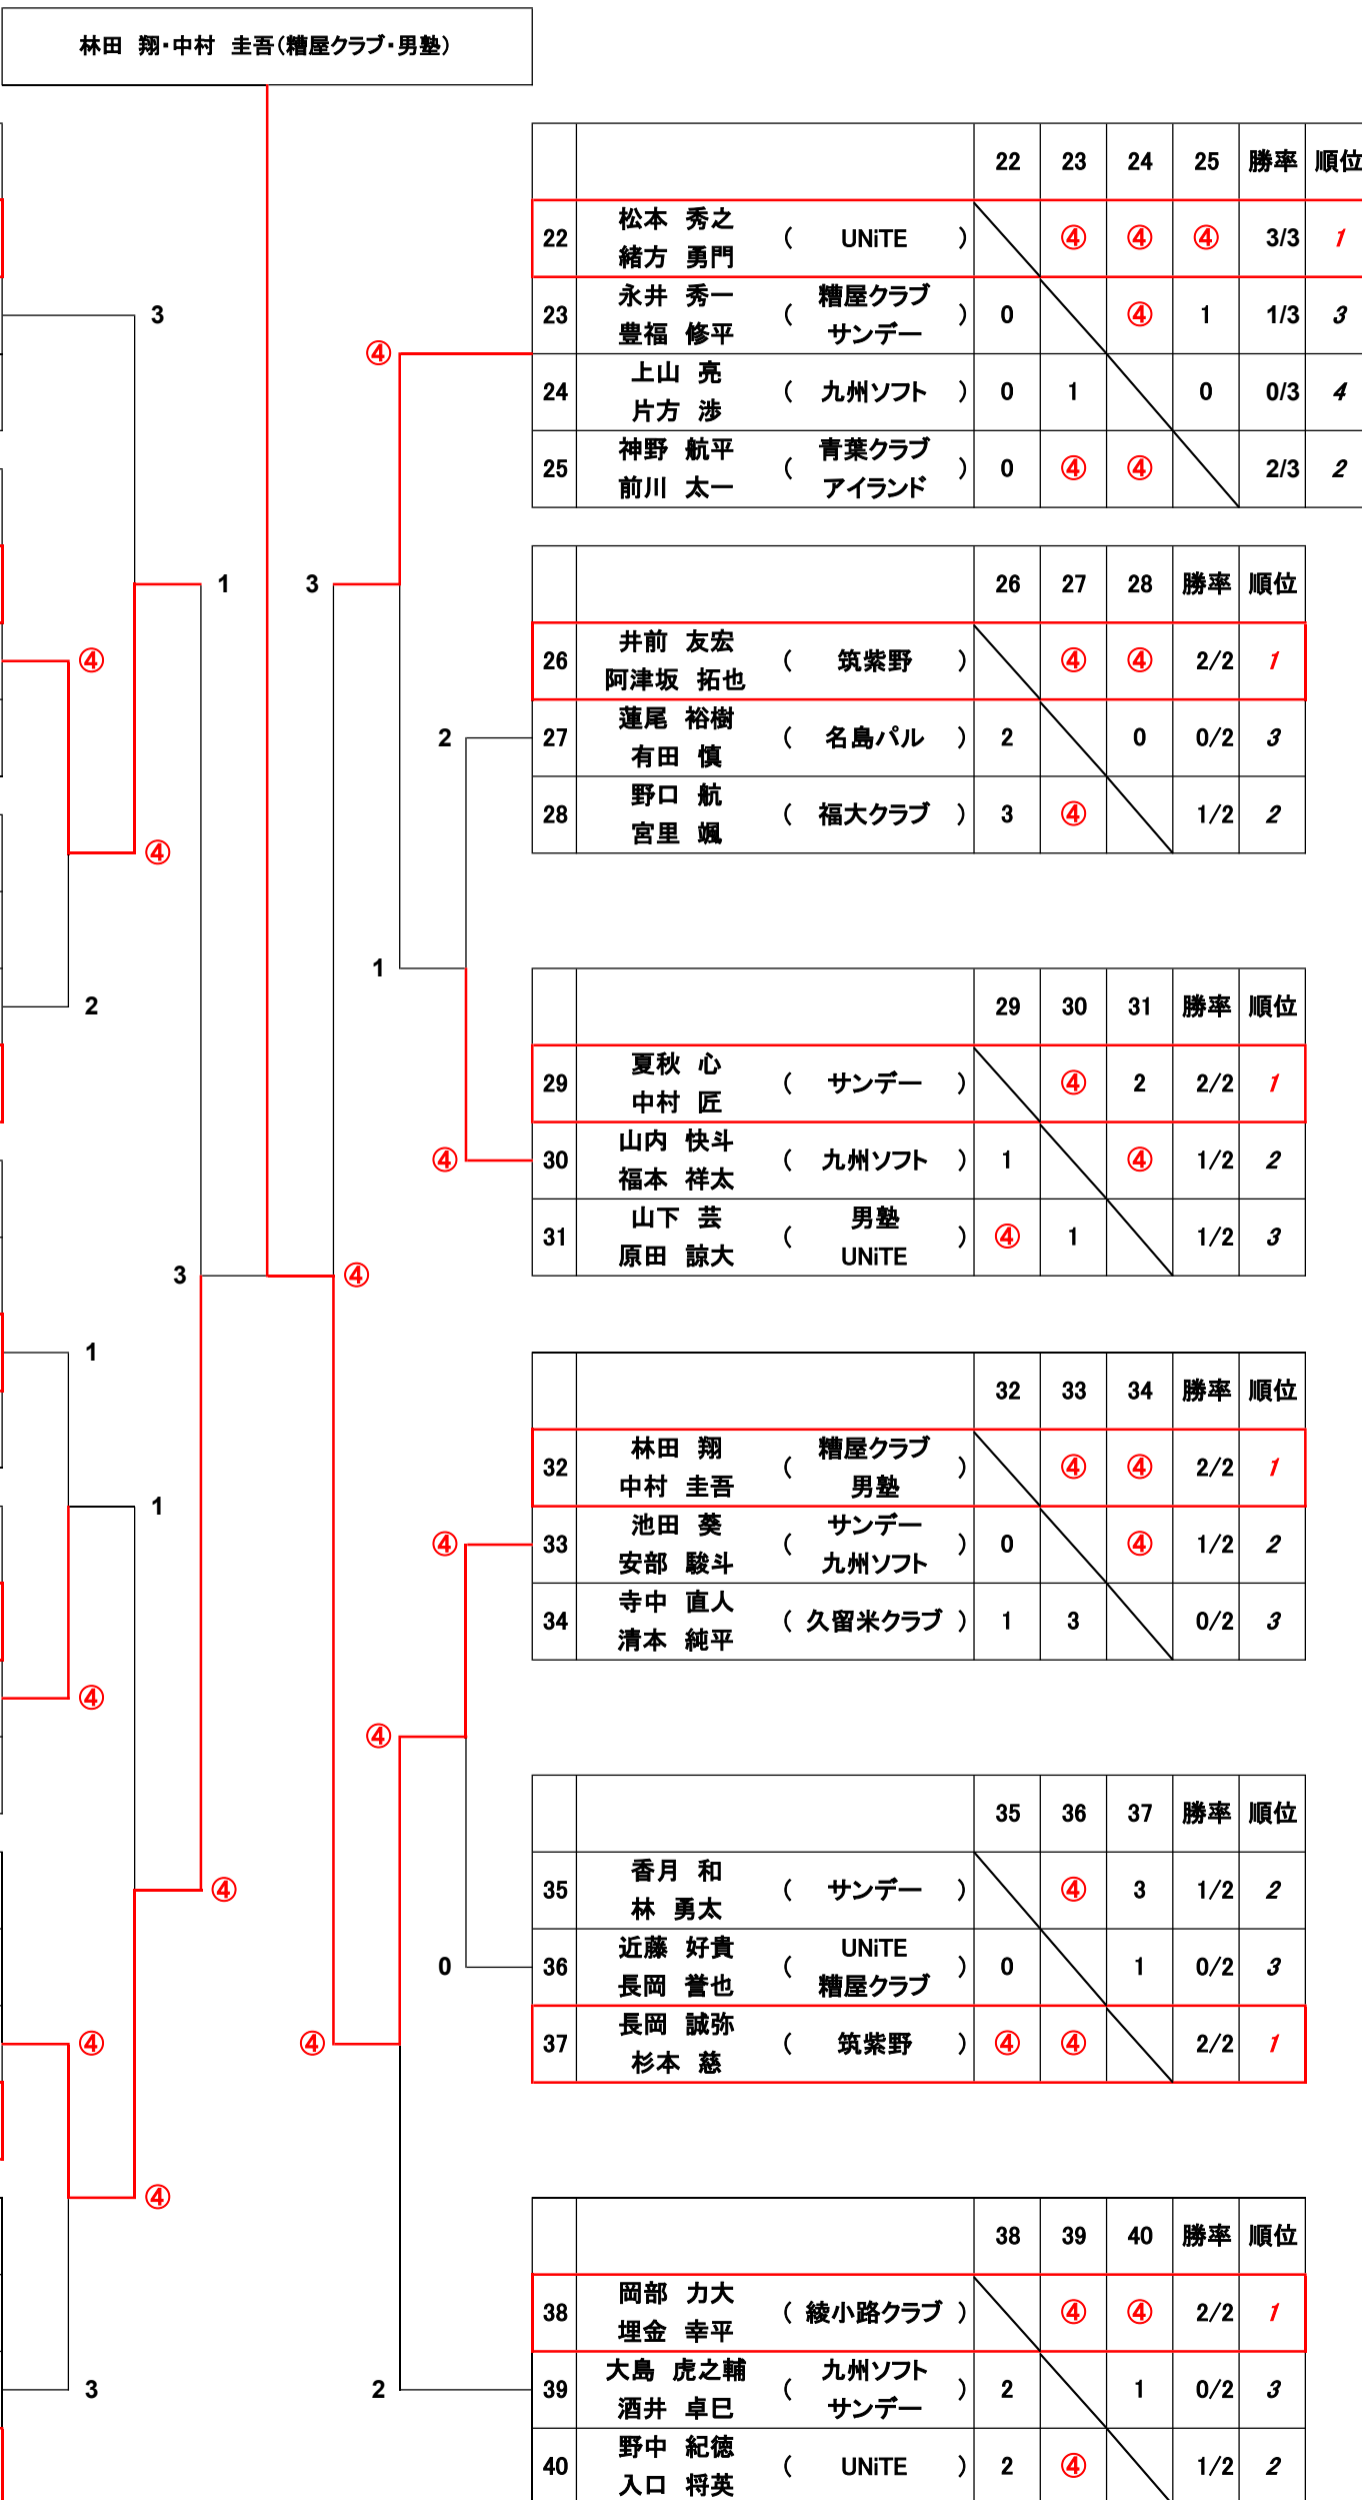 林田 翔・中村 圭吾(糟屋クラブ・男塾)
22 23 24 25 勝率 順位
22 松本 秀之 緒方 勇門 ( UNiTE ) ④ ④ ④ 3/3 1
23 永井 秀一 豊福 修平 ( 糟屋クラブ サンデー ) 0 ④ 1 1/3 3
24 上山 亮 片方 渉 ( 九州ソフト ) 0 1 0 0/3 4
25 神野 航平 前川 太一 ( 青葉クラブ アイランド ) 0 ④ ④ 2/3 2
26 27 28 勝率 順位
26 井前 友宏 阿津坂 拓也 ( 筑紫野 ) ④ ④ 2/2 1
27 蓮尾 裕樹 有田 慎 ( 名島パル ) 2 0 0/2 3
28 野口 航 宮里 颯 ( 福大クラブ ) 3 ④ 1/2 2
29 30 31 勝率 順位
29 夏秋 心 中村 匠 ( サンデー ) ④ 2 2/2 1
30 山内 快斗 福本 祥太 ( 九州ソフト ) 1 ④ 1/2 2
31 山下 芸 原田 諒大 ( 男塾 UNiTE ) ④ 1 1/2 3
32 33 34 勝率 順位
32 林田 翔 中村 圭吾 ( 糟屋クラブ 男塾 ) ④ ④ 2/2 1
33 池田 葵 安部 駿斗 ( サンデー 九州ソフト ) 0 ④ 1/2 2
34 寺中 直人 清本 純平 ( 久留米クラブ ) 1 3 0/2 3
35 36 37 勝率 順位
35 香月 和 林 勇太 ( サンデー ) ④ 3 1/2 2
36 近藤 好貴 長岡 誉也 ( UNiTE 糟屋クラブ ) 0 1 0/2 3
37 長岡 誠弥 杉本 慈 ( 筑紫野 ) ④ ④ 2/2 1
38 39 40 勝率 順位
38 岡部 力大 埋金 幸平 ( 綾小路クラブ ) ④ ④ 2/2 1
39 大島 虎之輔 酒井 卓巳 ( 九州ソフト サンデー ) 2 1 0/2 3
40 野中 紀徳 入口 将英 ( UNiTE ) 2 ④ 1/2 2
3
④
1 3
④
2
④
1
2
④
3 ④
1
1
④
④
④
④
0
④ ④
④
3 2